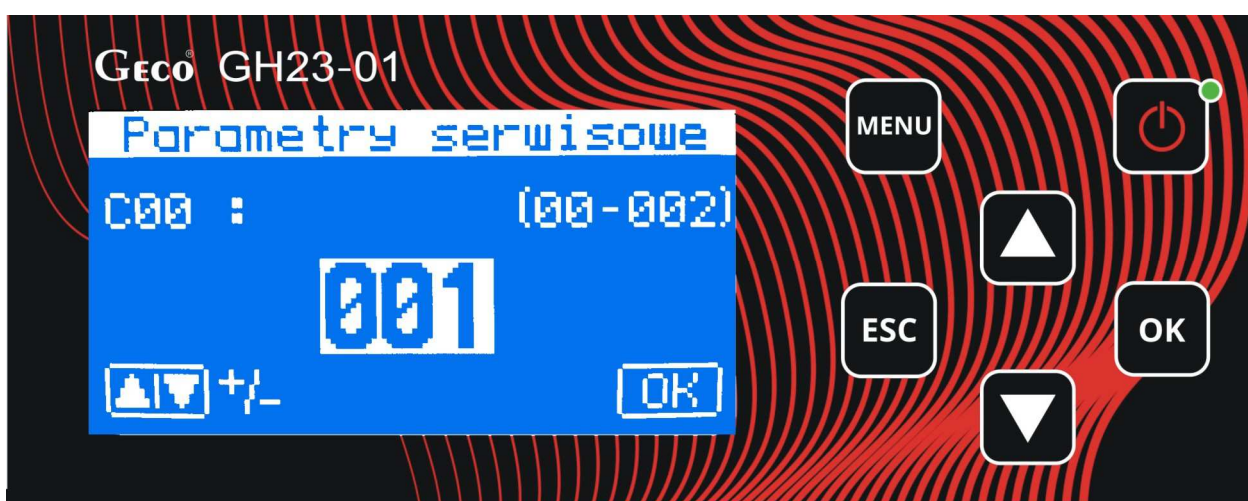 GECO® GH23-01
Parametry serwisowe
C00 : (00-002)
001
+/- OK
MENU
ESC
OK